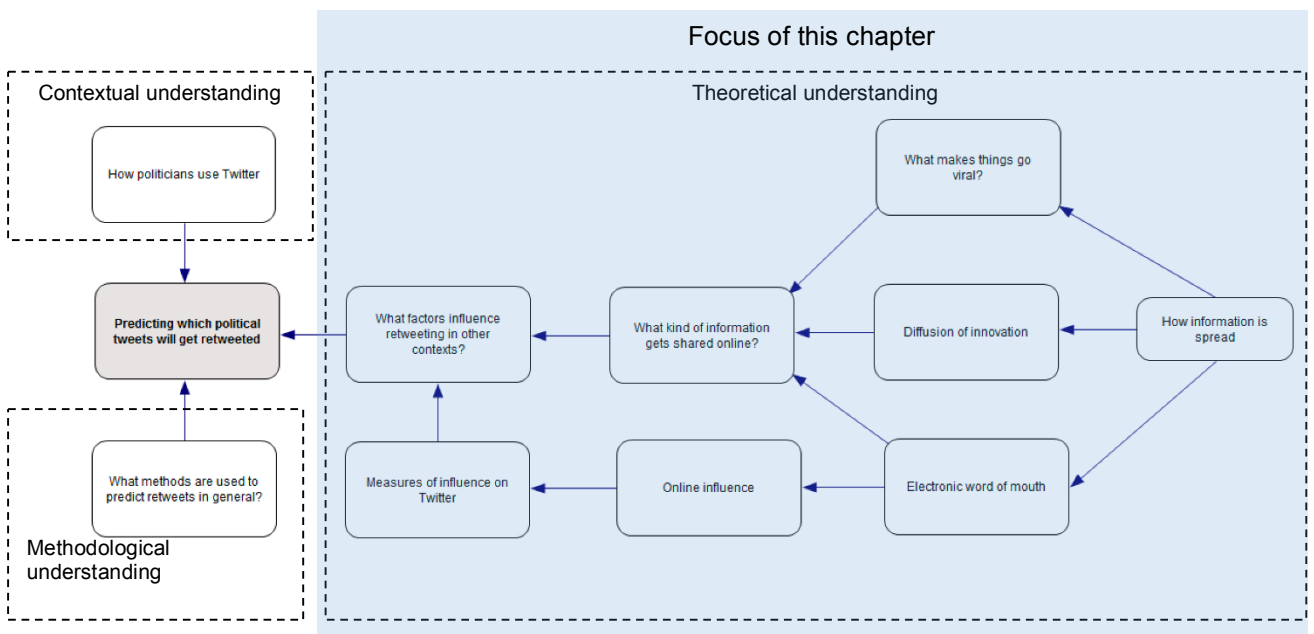 Focus of this chapter
Contextual understanding
Theoretical understanding
How politicians use Twitter
What makes things go
viral?
Predicting which political
tweets will get retweeted
What factors influence
retweeting in other
contexts?
What kind of information
gets shared online?
Diffusion of innovation
How information is
spread
What methods are used to
predict retweets in general?
Measures of influence on
Twitter
Online influence
Electronic word of mouth
Methodological
understanding